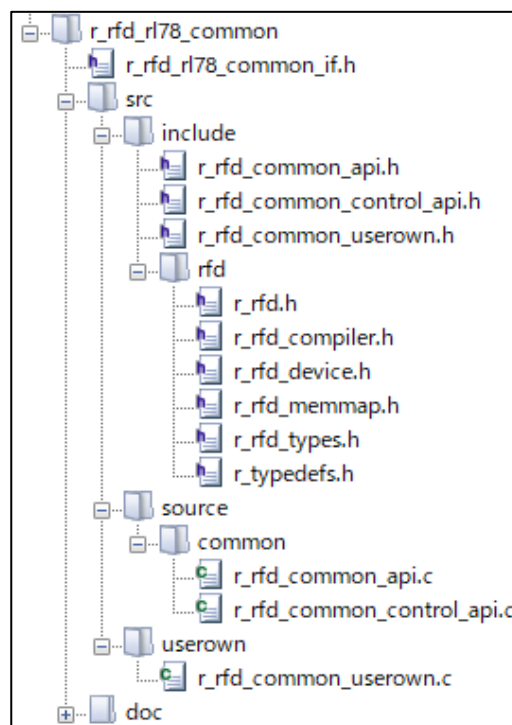 r_rfd_rl78_common
r_rfd_rl78_common_if.h
src
include
r_rfd_common_api.h
r_rfd_common_control_api.h
r_rfd_common_userown.h
rfd
r_rfd.h
r_rfd_compiler.h
r_rfd_device.h
r_rfd_memmap.h
r_rfd_types.h
r_typedefs.h
source
common
r_rfd_common_api.c
r_rfd_common_control_api.c
userown
r_rfd_common_userown.c
doc